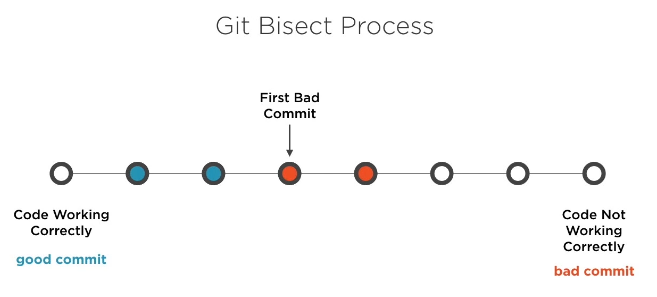 Git Bisect Process
First Bad
Commit
Code Working
Correctly
good commit
Code Not
Working
Correctly
bad commit